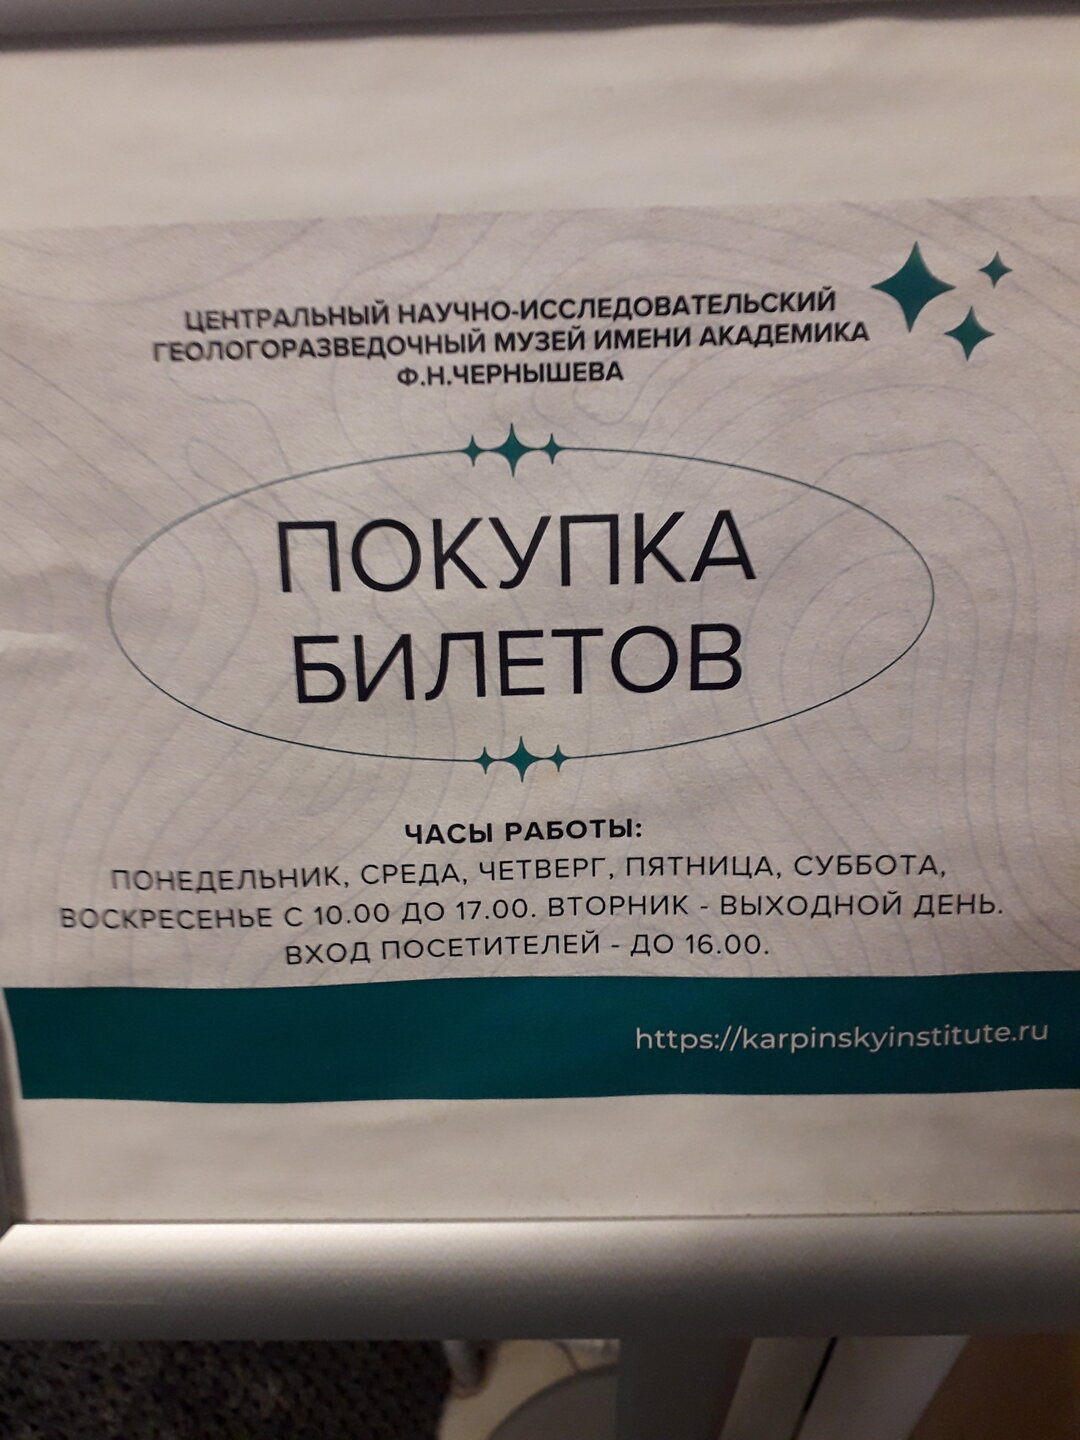 ЦЕНТРАЛЬНЫЙ НАУЧНО-ИССЛЕДОВАТЕЛЬСКИЙ
ГЕОЛОГОРАЗВЕДОЧНЫЙ МУЗЕЙ ИМЕНИ АКАДЕМИКА
Ф.Н.ЧЕРНЫШЕВА
ПОКУПКА
БИЛЕТОВ
ЧАСЫ РАБОТЫ:
ПОНЕДЕЛЬНИК, СРЕДА, ЧЕТВЕРГ, ПЯТНИЦА, СУББОТА,
ВОСКРЕСЕНЬЕ С 10.00 ДО 17.00. ВТОРНИК - ВЫХОДНОЙ ДЕНЬ.
ВХОД ПОСЕТИТЕЛЕЙ - ДО 16.00.
https://karpinskyinstitute.ru